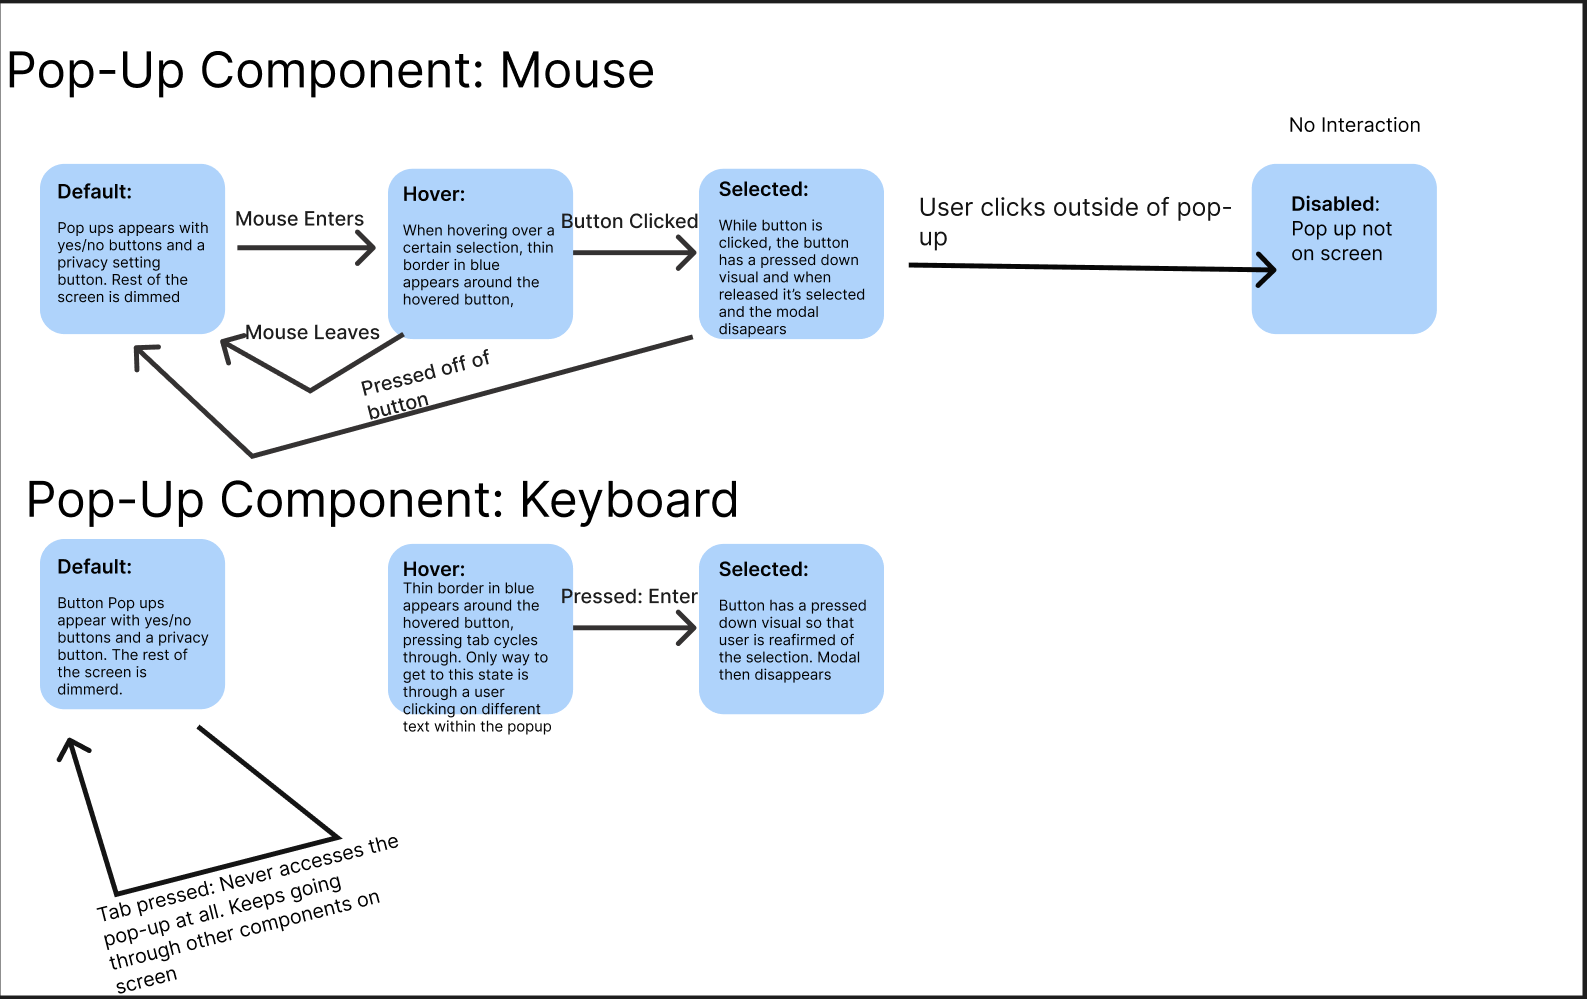 Pop-Up Component: Mouse
No Interaction
Default:
Pop ups appears with
yes/no buttons and a
privacy setting
button. Rest of the
screen is dimmed
Mouse Enters
Hover:
When hovering over a
certain selection, thin
border in blue
appears around the
hovered button,
Button Clicked
Selected:
While button is
clicked, the button
has a pressed down
visual and when
released it’s selected
and the modal
disapears
User clicks outside of pop-
up
Disabled:
Pop up not
on screen
Mouse Leaves
Pressed off of
button
Pop-Up Component: Keyboard
Default:
Button Pop ups
appear with yes/no
buttons and a privacy
button. The rest of
the screen is
dimmerd.
Hover:
Thin border in blue
appears around the
hovered button,
pressing tab cycles
through. Only way to
get to this state is
through a user
clicking on different
text within the popup
Pressed: Enter
Selected:
Button has a pressed
down visual so that
user is reafirmed of
the selection. Modal
then disappears
Tab pressed: Never accesses the
pop-up at all. Keeps going
through other components on
screen